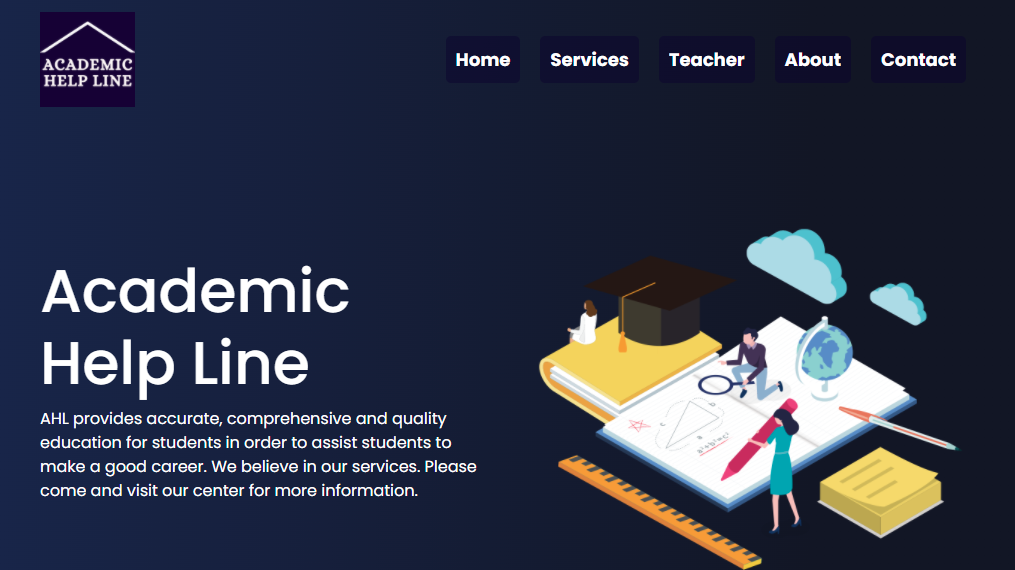 ACADEMIC
HELP LINE
Home Services Teacher About Contact
Academic
Help Line
AHL provides accurate, comprehensive and quality
education for students in order to assist students to
make a good career. We believe in our services. Please
come and visit our center for more information.